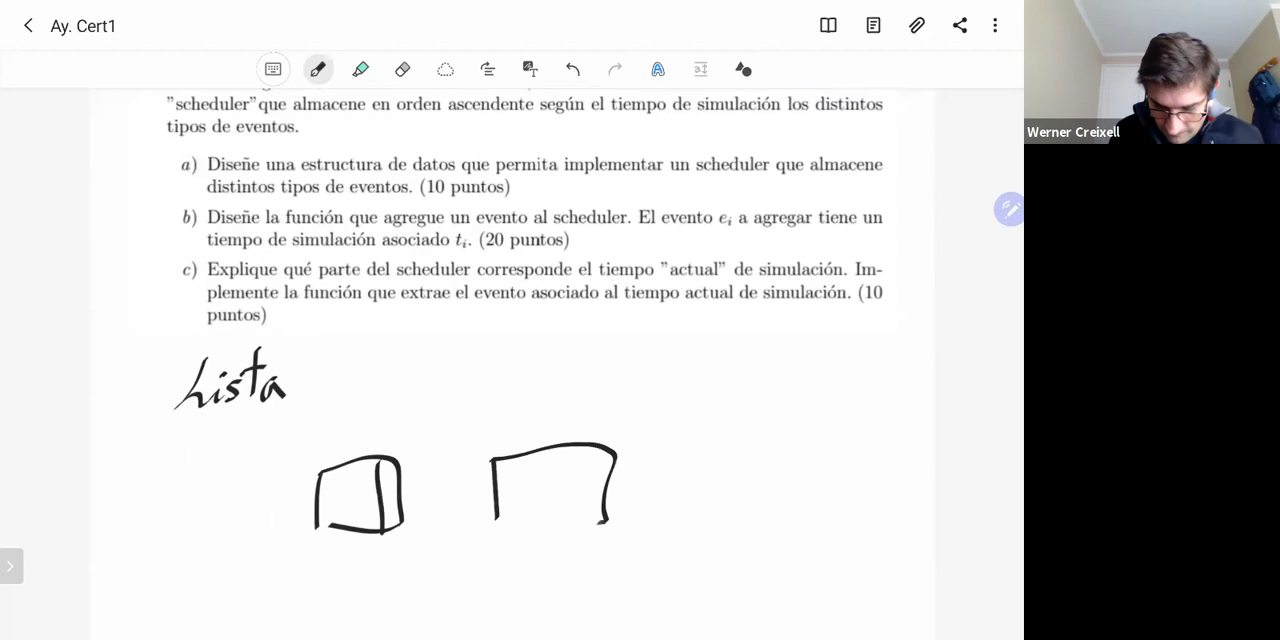 Ay. Cert1
"scheduler" que almacene en orden ascendente según el tiempo de simulación los distintos
tipos de eventos.
a) Diseñe una estructura de datos que permita implementar un scheduler que almacene
distintos tipos de eventos. (10 puntos)
b) Diseñe la función que agregue un evento al scheduler. El evento ei a agregar tiene un
tiempo de simulación asociado ti. (20 puntos)
c) Explique qué parte del scheduler corresponde el tiempo "actual" de simulación. Im-
plemente la función que extrae el evento asociado al tiempo actual de simulación. (10
puntos)
Lista
Werner Creixell